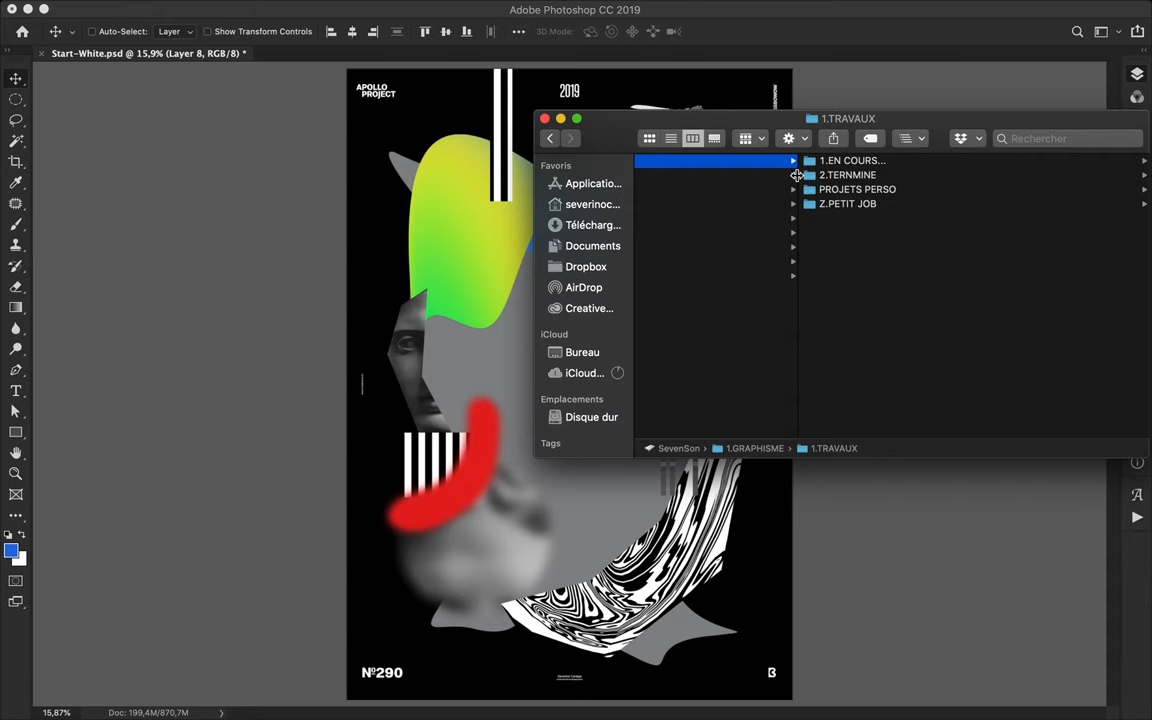 Adobe Photoshop CC 2019
Auto-Select:
Layer
Show Transform Controls
3D Mode:
Start-White.psd @ 15,9% (Layer 8, RGB/8) *
APOLLO
PROJECT
2019
1.TRAVAUX
Rechercher
Favoris
Applicatio...
severinoc...
Télécharg...
Documents
Dropbox
AirDrop
Creative...
iCloud
Bureau
iCloud...
Emplacements
Disque dur
Tags
1.EN COURS...
2.TERNMINE
PROJETS PERSO
Z.PETIT JOB
SevenSon
1.GRAPHISME
1.TRAVAUX
Nº290
B
15,87%
Doc: 199,4M/870,7M